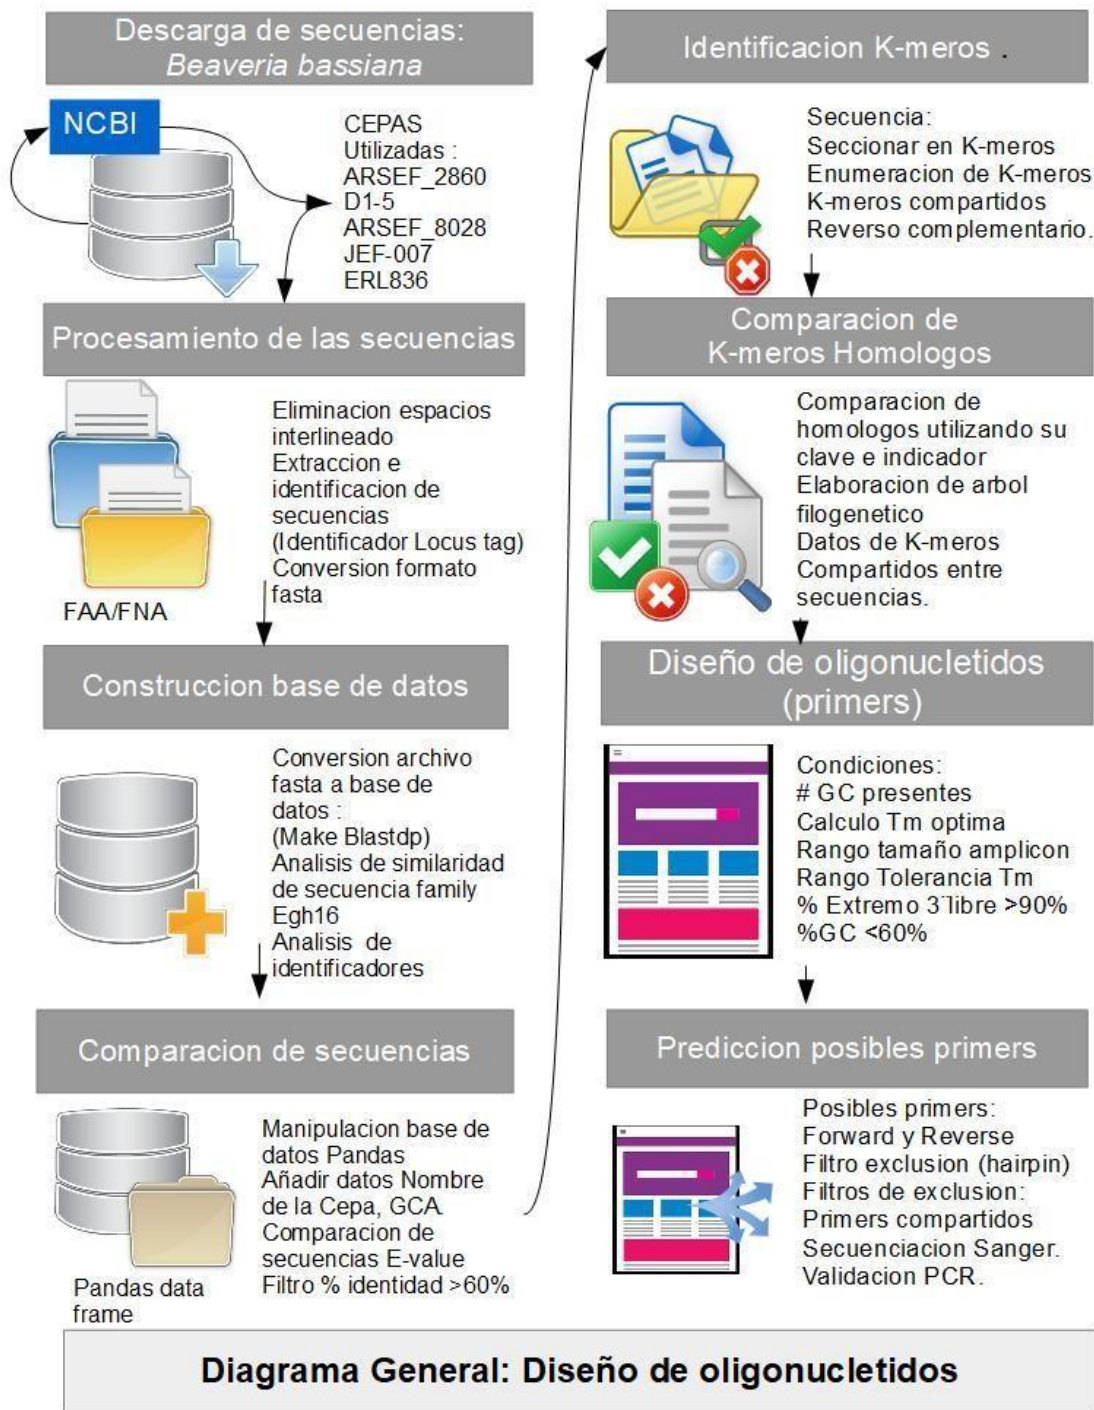 Descarga de secuencias:
Beaveria bassiana
NCBI
CEPAS
Utilizadas :
ARSEF_2860
D1-5
ARSEF_8028
JEF-007
ERL836
Procesamiento de las secuencias
Eliminacion espacios
interlineado
Extraccion e
identificacion de
secuencias
(Identificador Locus tag)
Conversion formato
fasta
FAA/FNA
Construccion base de datos
Conversion archivo
fasta a base de
datos :
(Make Blastdp)
Analisis de similaridad
de secuencia family
Egh16
Analisis de
identificadores
Comparacion de secuencias
Manipulacion base de
datos Pandas
Añadir datos Nombre
de la Cepa, GCA.
Comparacion de
secuencias E-value
Filtro % identidad >60%
Pandas data
frame
Identificacion K-meros .
Secuencia:
Seccionar en K-meros
Enumeracion de K-meros
K-meros compartidos
Reverso complementario.
Comparacion de
K-meros Homologos
Comparacion de
homologos utilizando su
clave e indicador
Elaboracion de arbol
filogenetico
Datos de K-meros
Compartidos entre
secuencias.
Diseño de oligonucletidos
(primers)
Condiciones:
# GC presentes
Calculo Tm optima
Rango tamaño amplicon
Rango Tolerancia Tm
% Extremo 3´libre >90%
%GC <60%
Prediccion posibles primers
Posibles primers:
Forward y Reverse
Filtro exclusion (hairpin)
Filtros de exclusion:
Primers compartidos
Secuenciacion Sanger.
Validacion PCR.
Diagrama General: Diseño de oligonucletidos